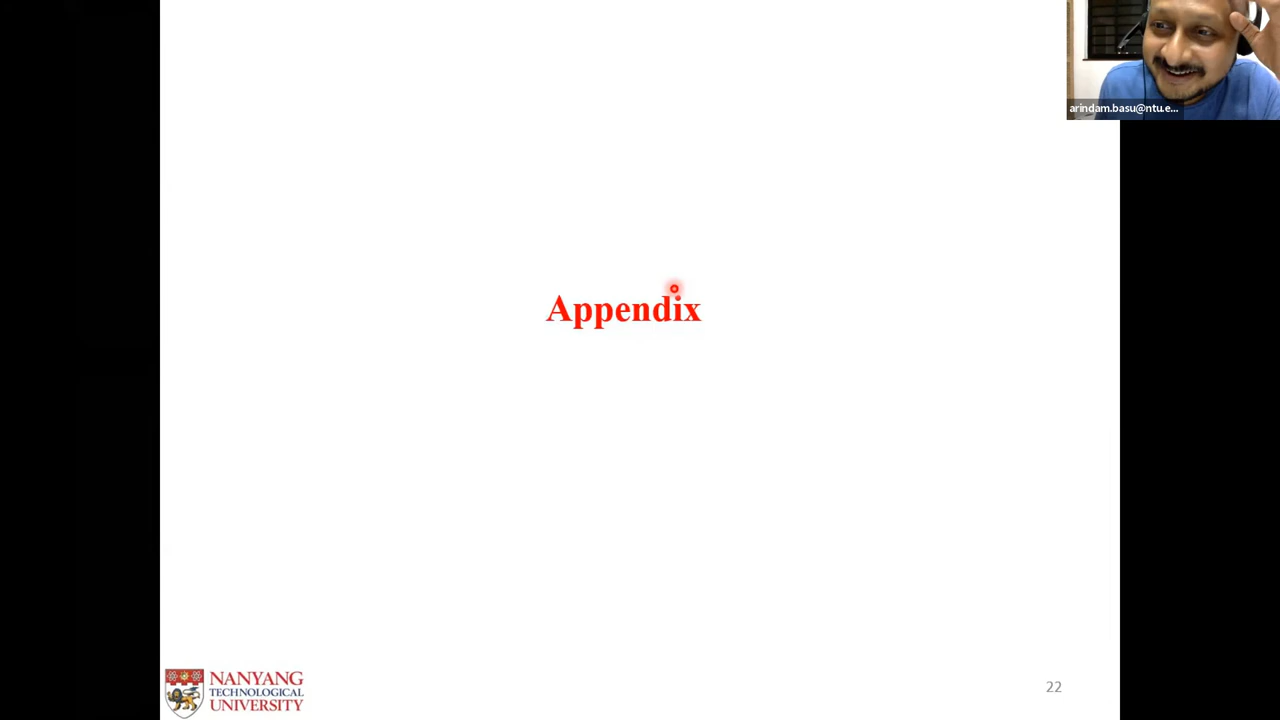 arindam.basu@ntu.e...
Appendix
NANYANG
TECHNOLOGICAL
UNIVERSITY
22